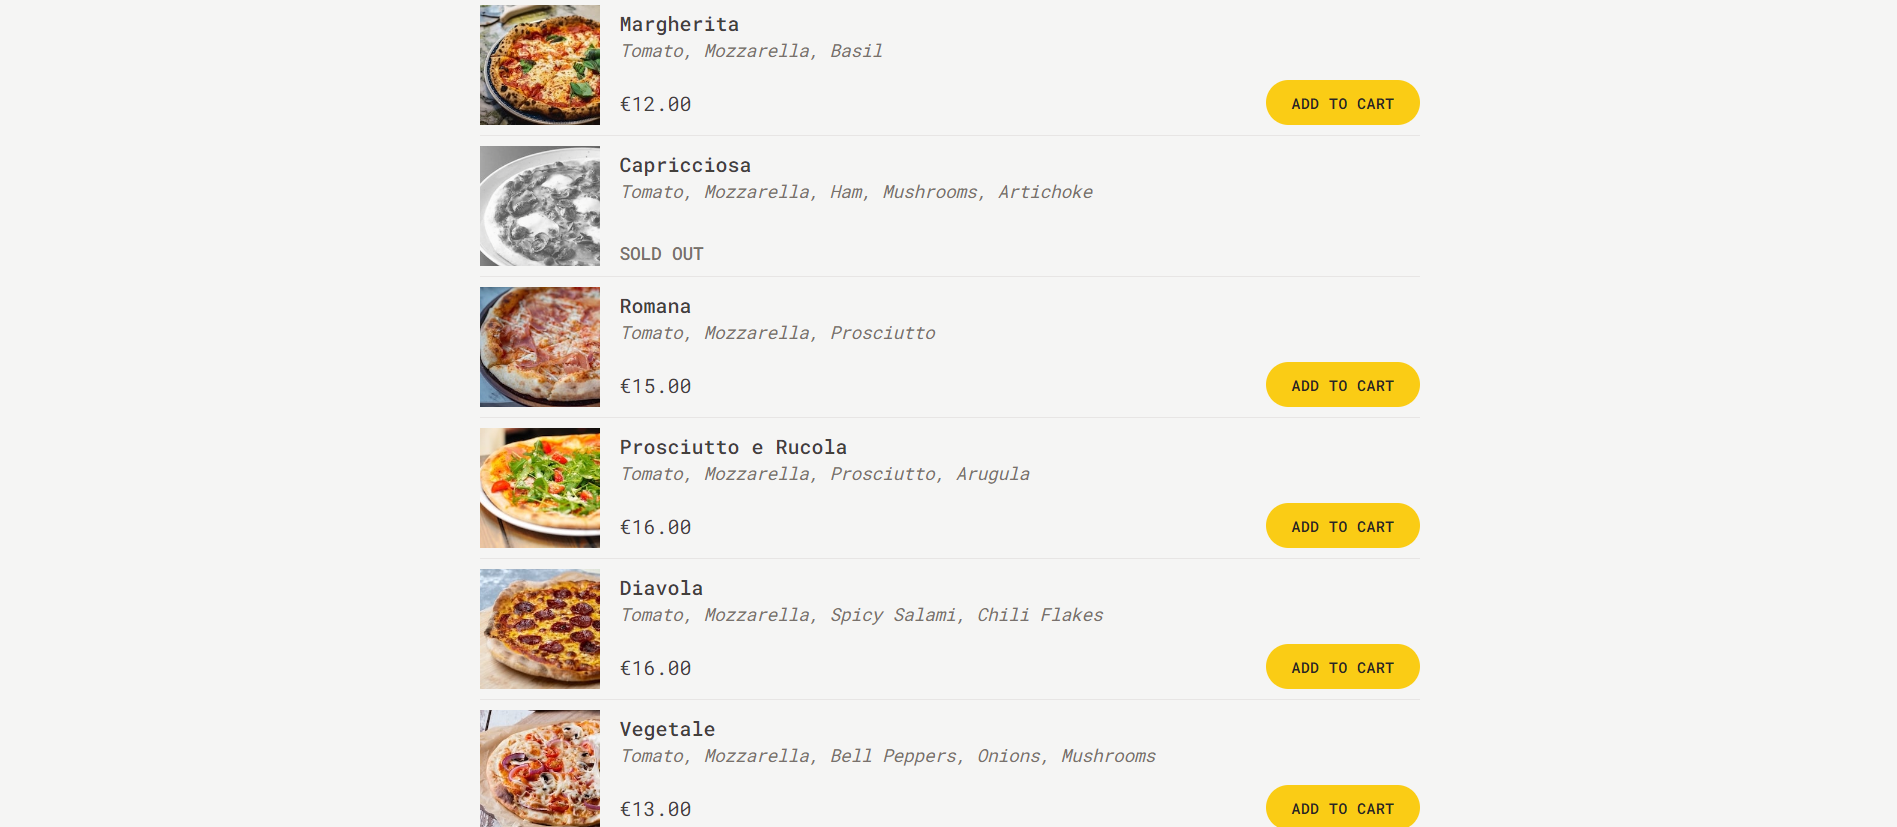 Margherita
Tomato, Mozzarella, Basil
€12.00
ADD TO CART
Capricciosa
Tomato, Mozzarella, Ham, Mushrooms, Artichoke
SOLD OUT
Romana
Tomato, Mozzarella, Prosciutto
€15.00
ADD TO CART
Prosciutto e Rucola
Tomato, Mozzarella, Prosciutto, Arugula
€16.00
ADD TO CART
Diavola
Tomato, Mozzarella, Spicy Salami, Chili Flakes
€16.00
ADD TO CART
Vegetale
Tomato, Mozzarella, Bell Peppers, Onions, Mushrooms
€13.00
ADD TO CART